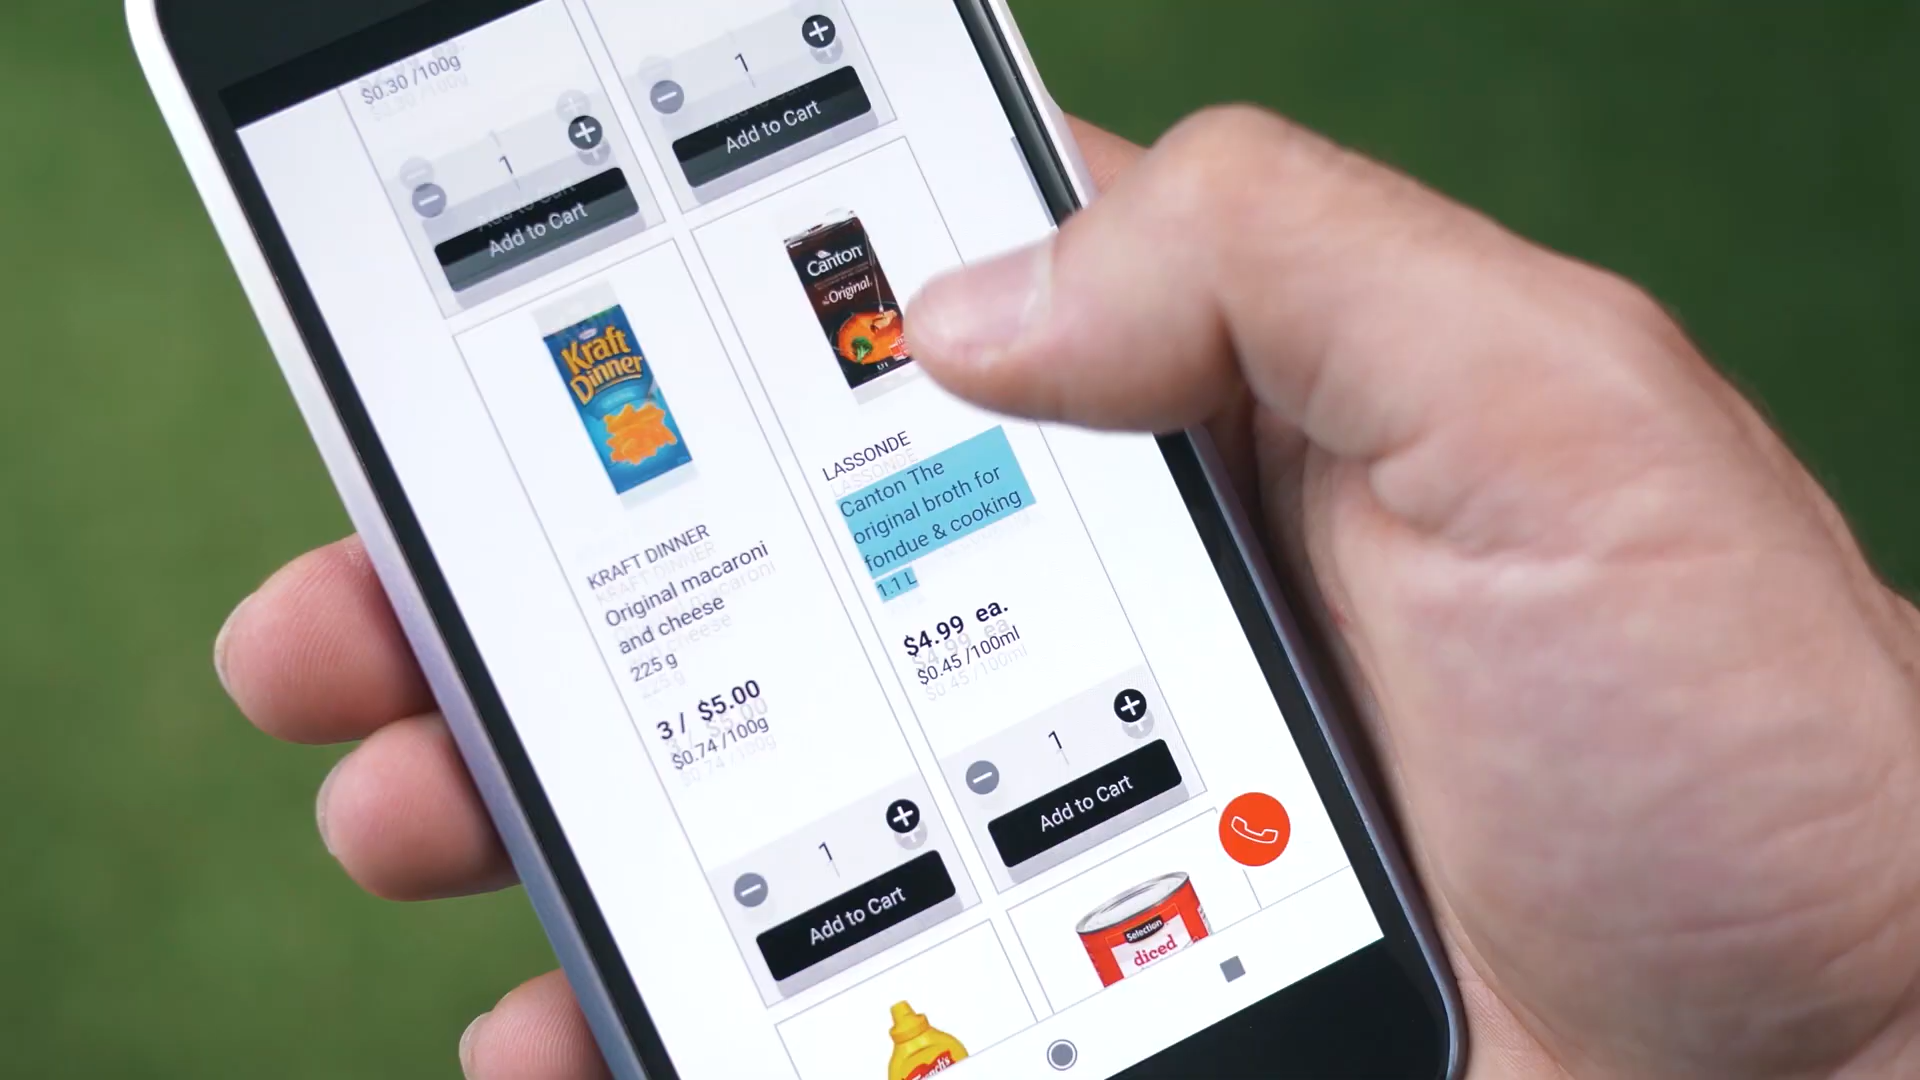 $0.30 /100g
1
Add to Cart
1
Add to Cart
Kraft
Dinner
KRAFT DINNER
Original macaroni
and cheese
225 g
3 / $5.00
$0.74 /100g
1
Add to Cart
Canton
Original
LASSONDE
Canton The
original broth for
fondue & cooking
1.1 L
$4.99 ea.
$0.45 /100ml
1
Add to Cart
Selection
diced